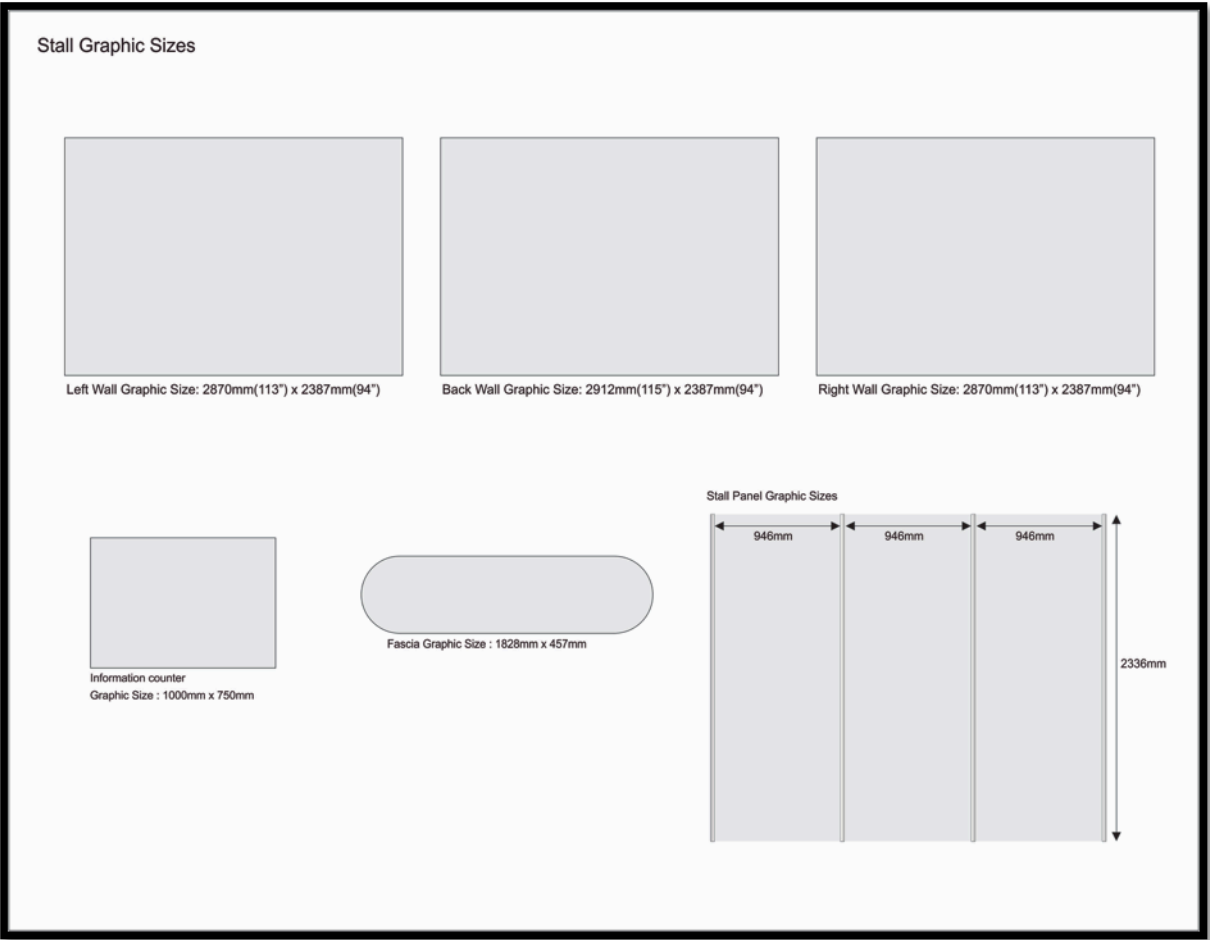 Stall Graphic Sizes
Left Wall Graphic Size: 2870mm(113”) x 2387mm(94”)
Back Wall Graphic Size: 2912mm(115”) x 2387mm(94”)
Right Wall Graphic Size: 2870mm(113”) x 2387mm(94”)
Information counter
Graphic Size : 1000mm x 750mm
Fascia Graphic Size : 1828mm x 457mm
Stall Panel Graphic Sizes
946mm
946mm
946mm
2336mm